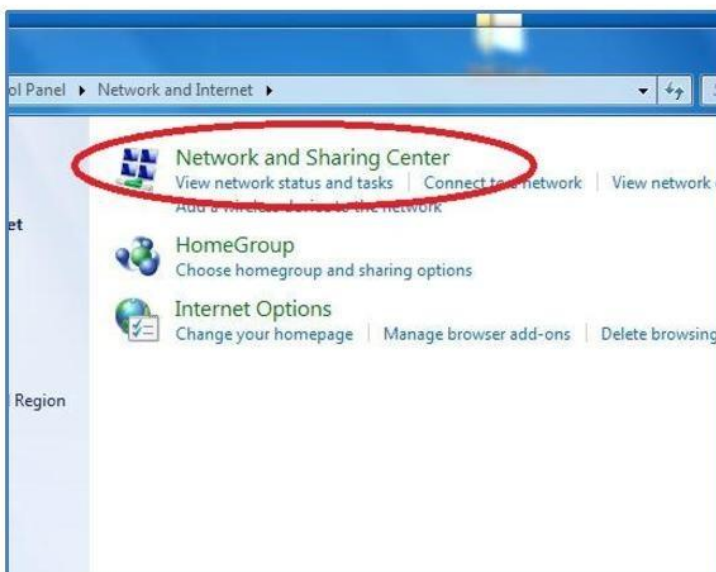 ol Panel ▸ Network and Internet ▸
Network and Sharing Center
View network status and tasks | Connect to a network | View network
Add a wireless device to the network
et
HomeGroup
Choose homegroup and sharing options
Internet Options
Change your homepage | Manage browser add-ons | Delete browsing
Region